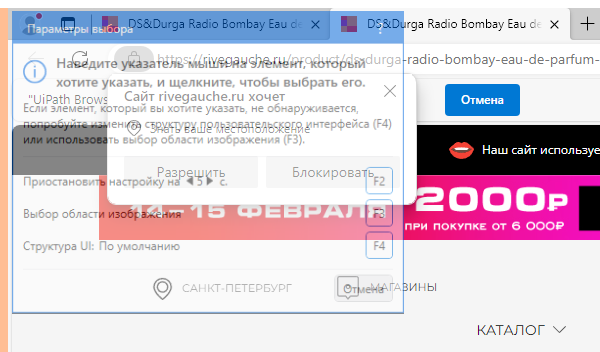 Параметры выбора
DS&Durga Radio Bombay Eau de
DS&Durga Radio Bombay Eau de
https://rivegauche.ru/product/ds-durga-radio-bombay-eau-de-parfum-
Наведите указатель мыши на элемент, который
хотите указать, и щелкните, чтобы выбрать его.
"UiPath Brows
Сайт rivegauche.ru хочет
Отмена
Если элемент, который вы хотите указать, не обнаруживается,
попробуйте изменить структуру пользовательского интерфейса (F4)
или использовать выбор области изображения (F3).
Знать ваше местоположение
Наш сайт используе
Разрешить
Блокировать
Приостановить настройку на 5 с.
F2
Выбор области изображения
F3
14–15 ФЕВРАЛЯ
2000₽
ПРИ ПОКУПКЕ ОТ 6 000₽
Структура UI: По умолчанию
F4
САНКТ-ПЕТЕРБУРГ
Отмена
МАГАЗИНЫ
КАТАЛОГ